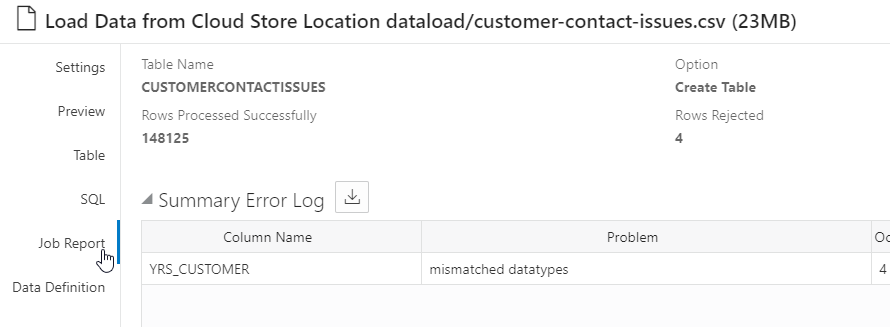 Load Data from Cloud Store Location dataload/customer-contact-issues.csv (23MB)
Settings
Preview
Table
SQL
Job Report
Data Definition
Table Name
CUSTOMERCONTACTISSUES
Option
Create Table
Rows Processed Successfully
148125
Rows Rejected
4
Summary Error Log
Column Name Problem
YRS_CUSTOMER mismatched datatypes 4